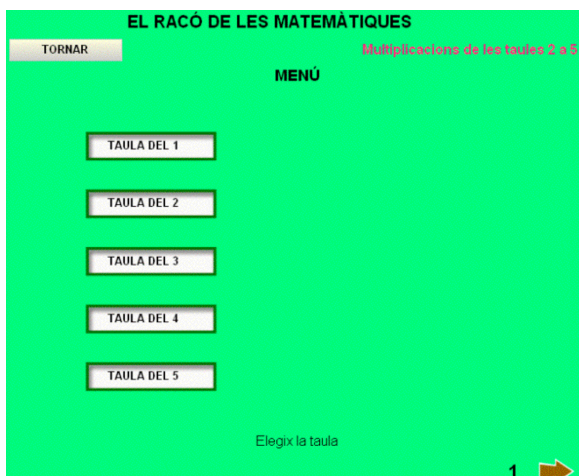 EL RACÓ DE LES MATEMÀTIQUES
TORNAR
Multiplicacions de les taules 2 a 5
MENÚ
TAULA DEL 1
TAULA DEL 2
TAULA DEL 3
TAULA DEL 4
TAULA DEL 5
Elegix la taula
1